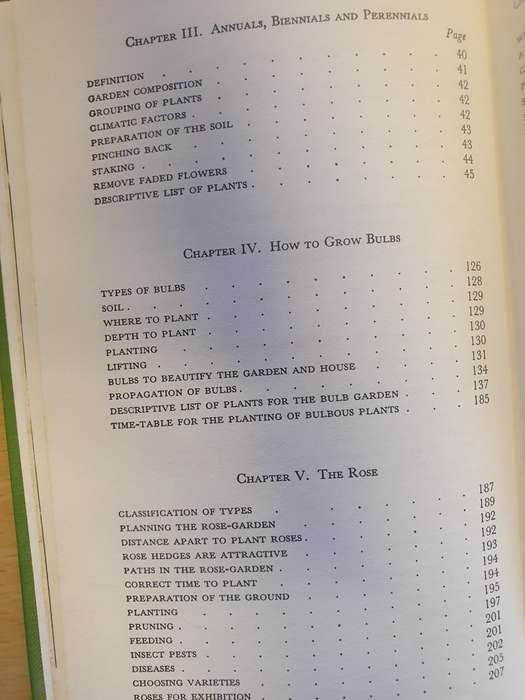 Chapter III. Annuals, Biennials and Perennials
Page
DEFINITION . . . . . . . . 40
GARDEN COMPOSITION . . . . . . 41
GROUPING OF PLANTS . . . . . . 42
CLIMATIC FACTORS . . . . . . . 42
PREPARATION OF THE SOIL . . . . . 42
PINCHING BACK . . . . . . . 43
STAKING . . . . . . . . 43
REMOVE FADED FLOWERS . . . . . 44
DESCRIPTIVE LIST OF PLANTS . . . . . 45
Chapter IV. How to Grow Bulbs
TYPES OF BULBS . . . . . . . 126
SOIL . . . . . . . . . 128
WHERE TO PLANT . . . . . . . 129
DEPTH TO PLANT . . . . . . . 129
PLANTING . . . . . . . . 130
LIFTING . . . . . . . . 130
BULBS TO BEAUTIFY THE GARDEN AND HOUSE . . . 131
PROPAGATION OF BULBS . . . . . . 134
DESCRIPTIVE LIST OF PLANTS FOR THE BULB GARDEN . . . 137
TIME-TABLE FOR THE PLANTING OF BULBOUS PLANTS . . . 185
Chapter V. The Rose
CLASSIFICATION OF TYPES . . . . . 187
PLANNING THE ROSE-GARDEN . . . . . 189
DISTANCE APART TO PLANT ROSES . . . . . 192
ROSE HEDGES ARE ATTRACTIVE . . . . . 192
PATHS IN THE ROSE-GARDEN . . . . . 193
CORRECT TIME TO PLANT . . . . . 194
PREPARATION OF THE GROUND . . . . . 194
PLANTING . . . . . . . . 195
PRUNING . . . . . . . . 197
FEEDING . . . . . . . . 201
INSECT PESTS . . . . . . . 201
DISEASES . . . . . . . . 202
CHOOSING VARIETIES . . . . . . 205
ROSES FOR EXHIBITION . . . . . . 207